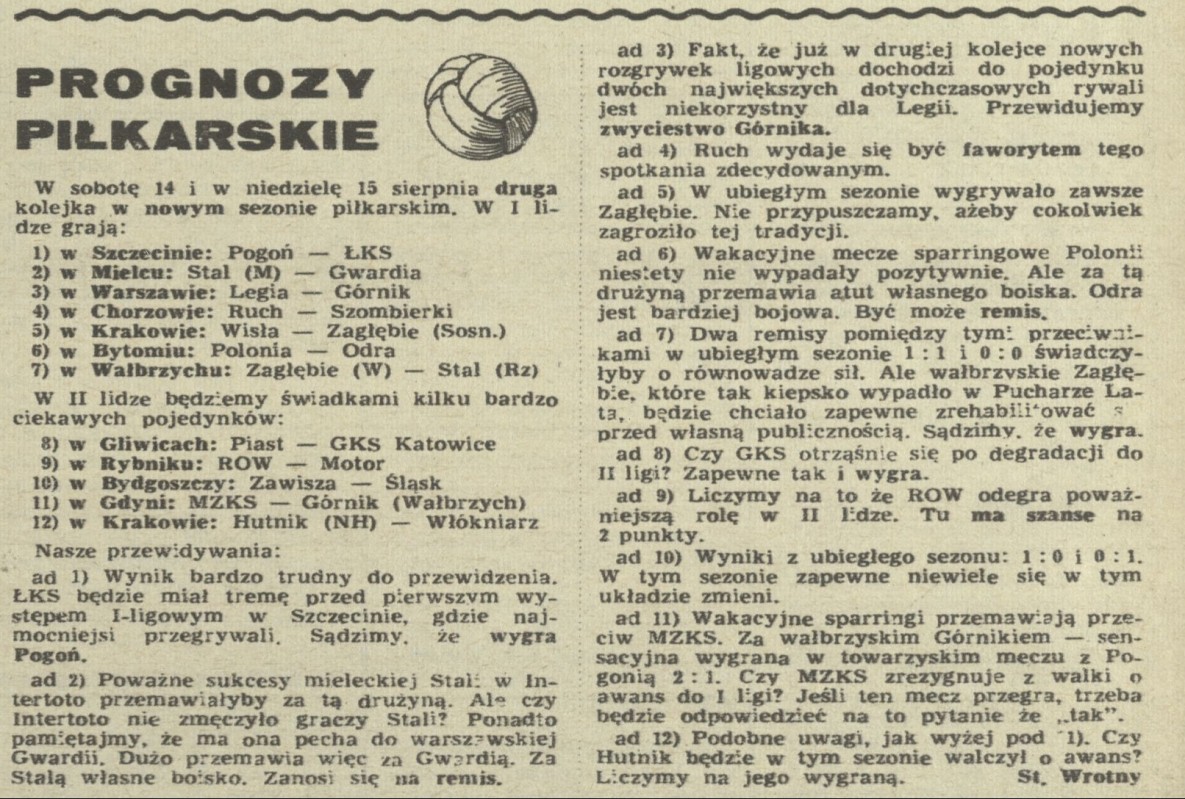 PROGNOZY
PIŁKARSKIE
W sobotę 14 i w niedzielę 15 sierpnia druga
kolejka w nowym sezonie piłkarskim. W I li-
dze grają:
1) w Szczecinie: Pogoń — ŁKS
2) w Mielcu: Stal (M) — Gwardia
3) w Warszawie: Legia — Górnik
4) w Chorzowie: Ruch — Szombierki
5) w Krakowie: Wisła — Zagłębie (Sosn.)
6) w Bytomiu: Polonia — Odra
7) w Wałbrzychu: Zagłębie (W) — Stal (Rz)
W II lidze będziemy świadkami kilku bardzo
ciekawych pojedynków:
8) w Gliwicach: Piast — GKS Katowice
9) w Rybniku: ROW — Motor
10) w Bydgoszczy: Zawisza — Śląsk
11) w Gdyni: MZKS — Górnik (Wałbrzych)
12) w Krakowie: Hutnik (NH) — Włókniarz
Nasze przewidywania:
ad 1) Wynik bardzo trudny do przewidzenia.
ŁKS będzie miał tremę przed pierwszym wy-
stępem I-ligowym w Szczecinie, gdzie naj-
mocniejsi przegrywali. Sądzimy, że wygra
Pogoń.
ad 2) Poważne sukcesy mieleckiej Stali w In-
tertoto przemawiałyby za tą drużyną. Ale czy
Intertoto nie zmęczyło graczy Stali? Ponadto
pamiętajmy, że ma ona pecha do warszawskiej
Gwardii. Dużo przemawia więc za Gwardią. Za
Stalą własne boisko. Zanosi się na remis.
ad 3) Fakt, że już w drugiej kolejce nowych
rozgrywek ligowych dochodzi do pojedynku
dwóch największych dotychczasowych rywali
jest niekorzystny dla Legii. Przewidujemy
zwyciestwo Górnika.
ad 4) Ruch wydaje się być faworytem tego
spotkania zdecydowanym.
ad 5) W ubiegłym sezonie wygrywało zawsze
Zagłębie. Nie przypuszczamy, ażeby cokolwiek
zagroziło tej tradycji.
ad 6) Wakacyjne mecze sparringowe Polonii
niestety nie wypadały pozytywnie. Ale za tą
drużyną przemawia atut własnego boiska. Odra
jest bardziej bojowa. Być może remis.
ad 7) Dwa remisy pomiędzy tymi przeciwni-
kami w ubiegłym sezonie 1 : 1 i 0 : 0 świadczy-
łyby o równowadze sił. Ale wałbrzyskie Zagłę-
bie, które tak kiepsko wypadło w Pucharze La-
ta, będzie chciało zapewne zrehabilitować
przed własną publicznością. Sądzimy, że wygra.
ad 8) Czy GKS otrząśnie się po degradacji do
II ligi? Zapewne tak i wygra.
ad 9) Liczymy na to że ROW odegra poważ-
niejszą rolę w II lidze. Tu ma szanse na
2 punkty.
ad 10) Wyniki z ubiegłego sezonu: 1 : 0 i 0 : 1.
W tym sezonie zapewne niewiele się w tym
układzie zmieni.
ad 11) Wakacyjne sparringi przemawiają prze-
ciw MZKS. Za wałbrzyskim Górnikiem — sen-
sacyjna wygrana w towarzyskim meczu z Po-
gonią 2 : 1. Czy MZKS zrezygnuje z walki o
awans do I ligi? Jeśli ten mecz przegra, trzeba
będzie odpowiedzieć na to pytanie że „tak”.
ad 12) Podobne uwagi, jak wyżej pod 1). Czy
Hutnik będzie w tym sezonie walczył o awans?
Liczymy na jego wygraną. St. Wrotny